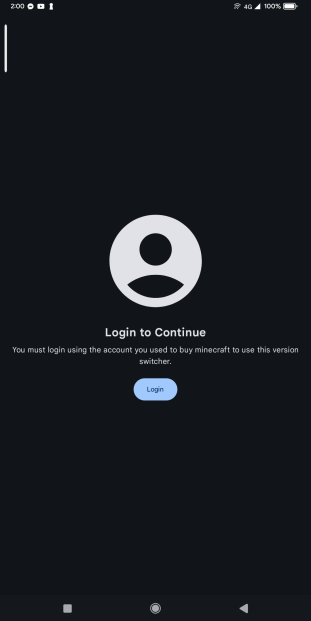 2:00
4G 100%
Login to Continue
You must login using the account you used to buy minecraft to use this version
switcher.
Login